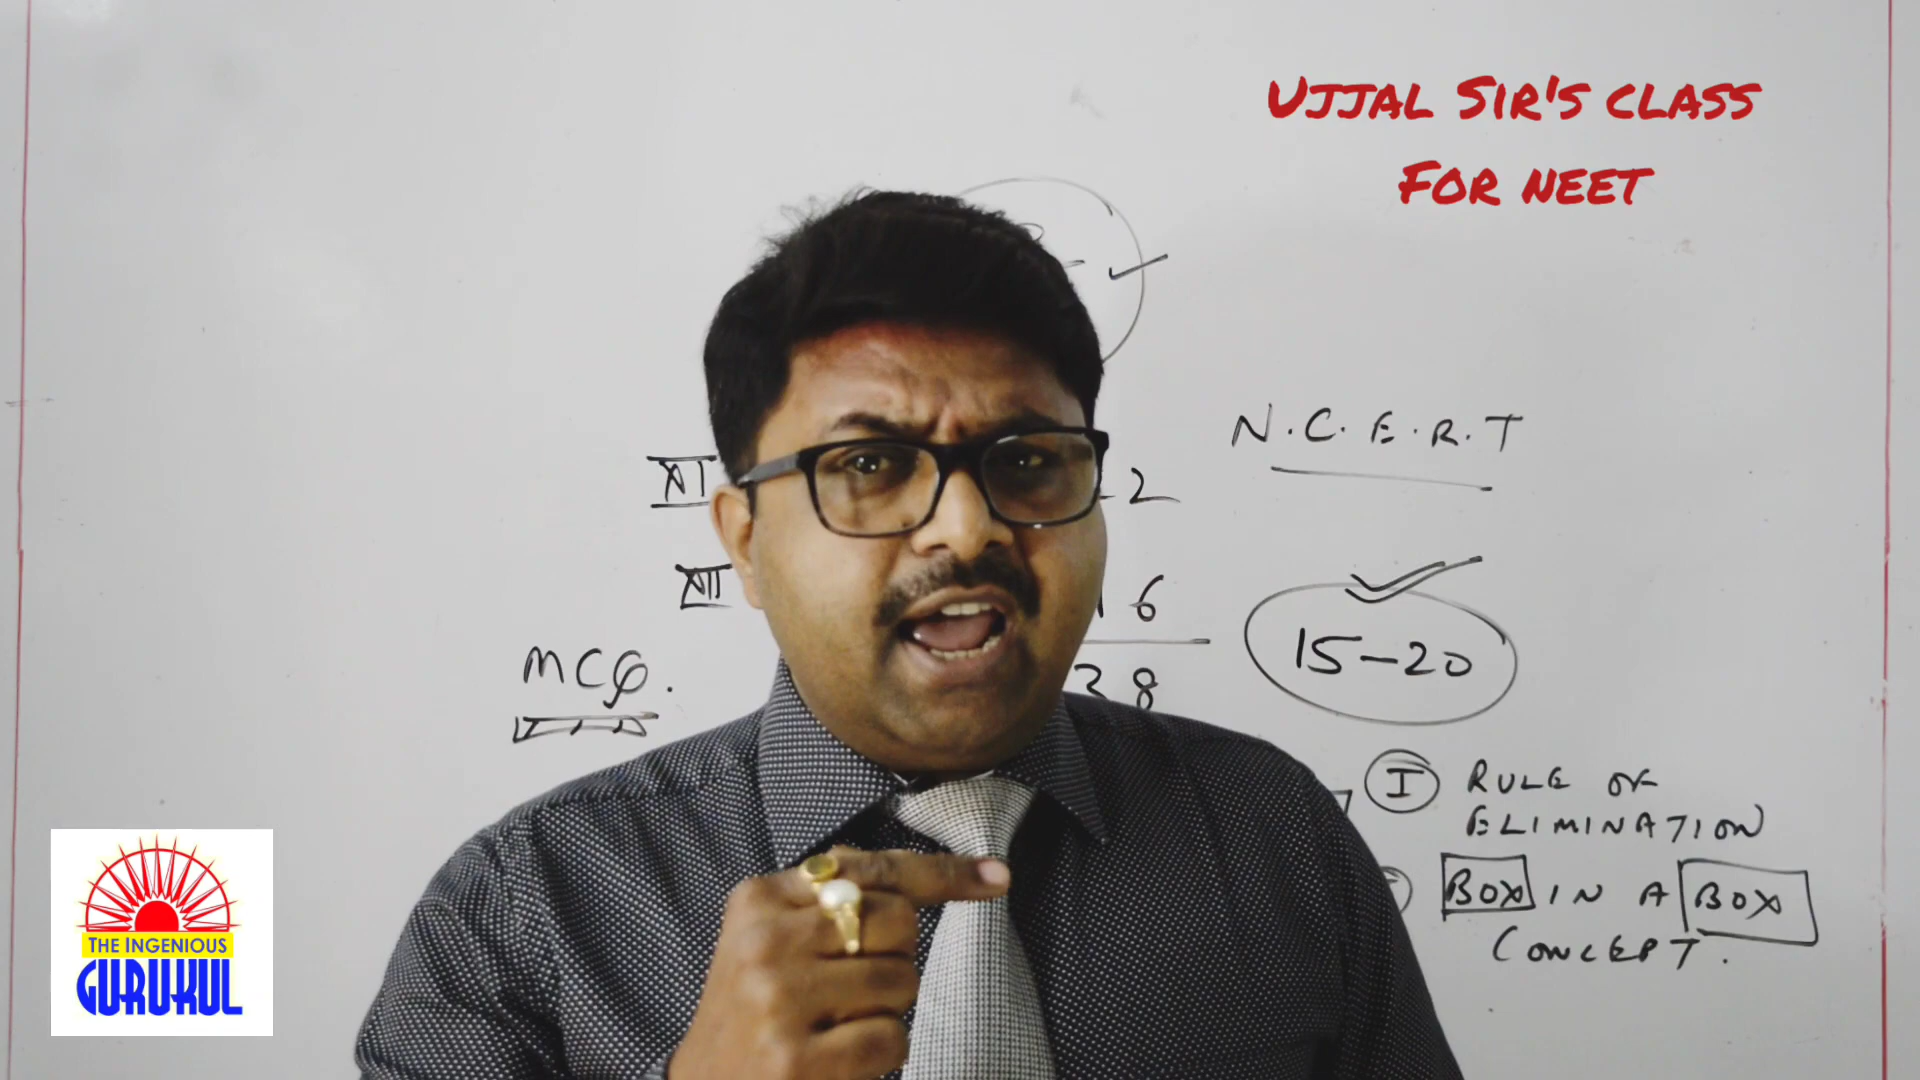 UJJAL SIR'S CLASS
FOR NEET
N.C.E.R.T
XI
2
XII
16
38
MCQ.
15-20
I RULE OF
ELIMINATION
BOX IN A BOX
CONCEPT.
THE INGENIOUS
GURUKUL